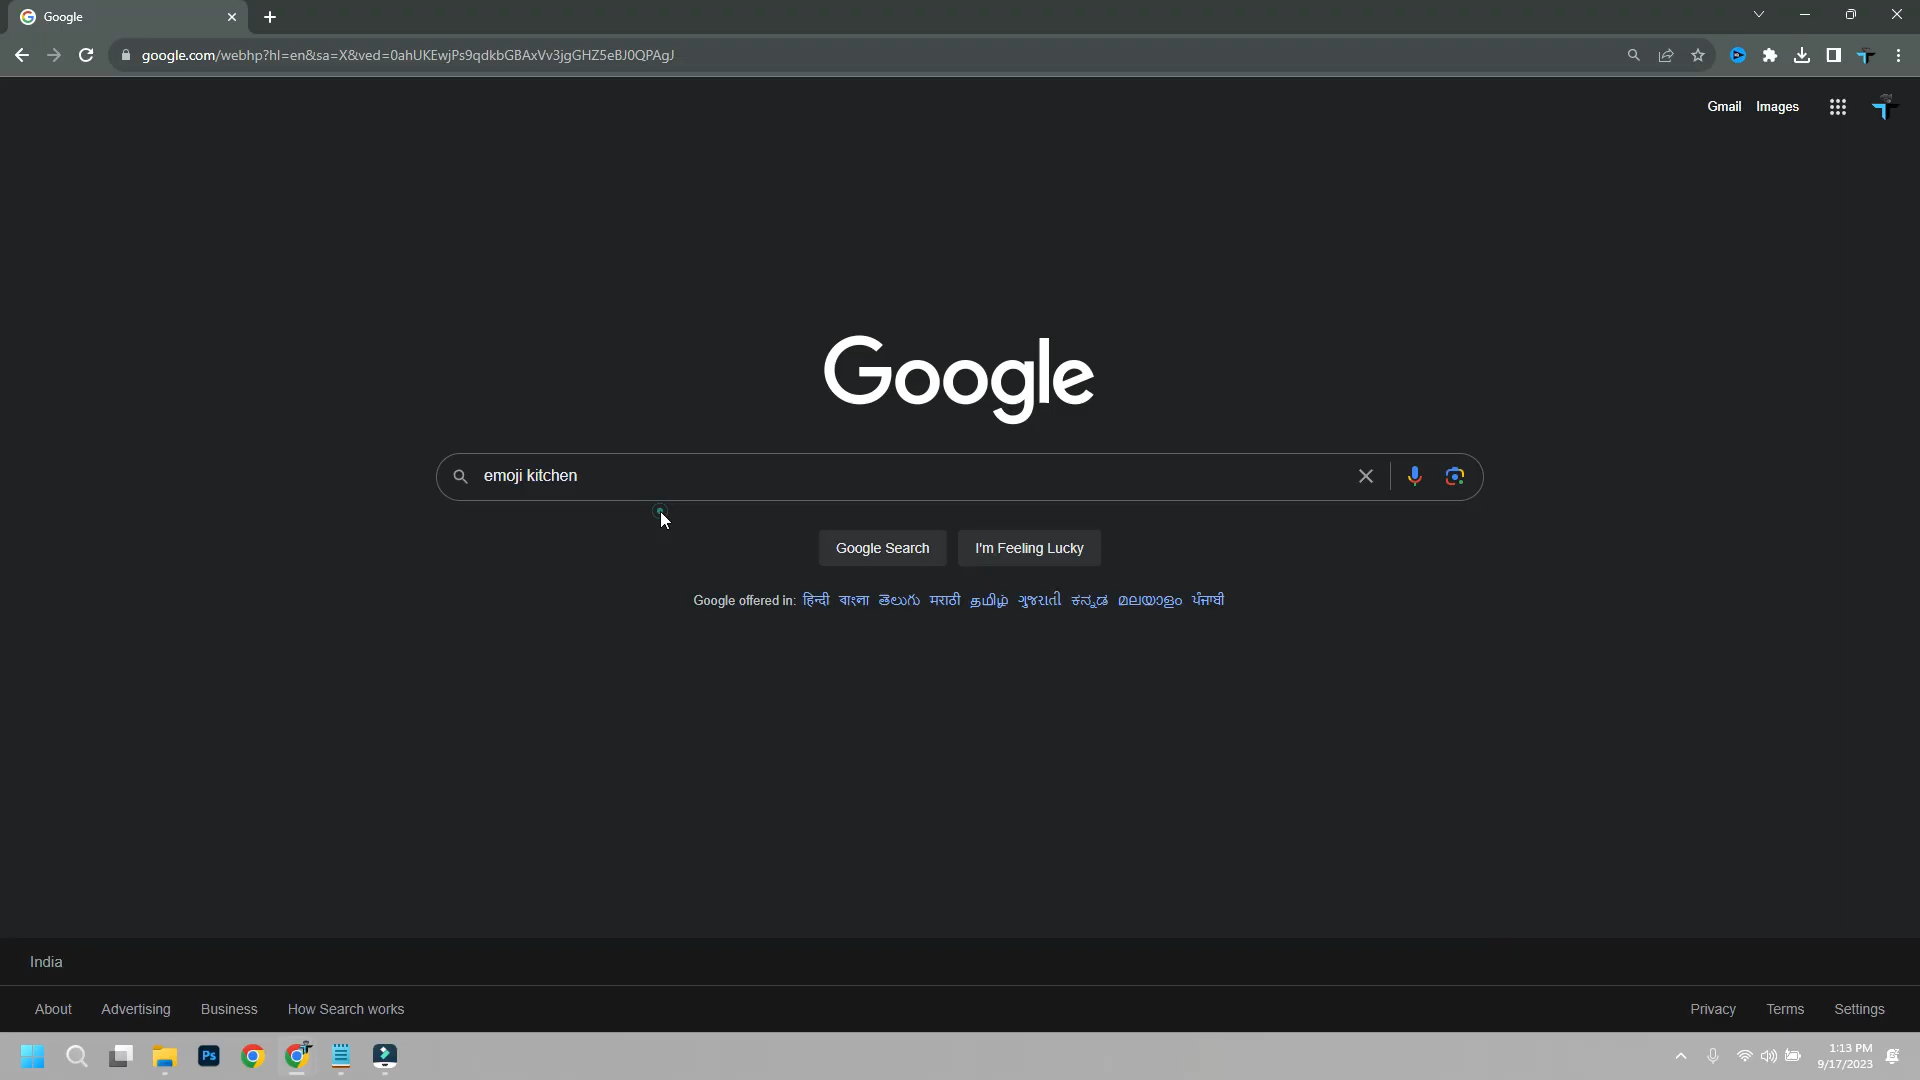 Google
google.com/webhp?hl=en&sa=X&ved=0ahUKEwjPs9qdkbGBAxVv3jgGHZ5eBJ0QPAgJ
Gmail Images
Google
emoji kitchen
Google Search I'm Feeling Lucky
Google offered in: हिन्दी বাংলা తెలుగు मराठी தமிழ் ગુજરાતી ಕನ್ನಡ മലയാളം ਪੰਜਾਬੀ
India
About Advertising Business How Search works Privacy Terms Settings
Ps
1:13 PM
9/17/2023